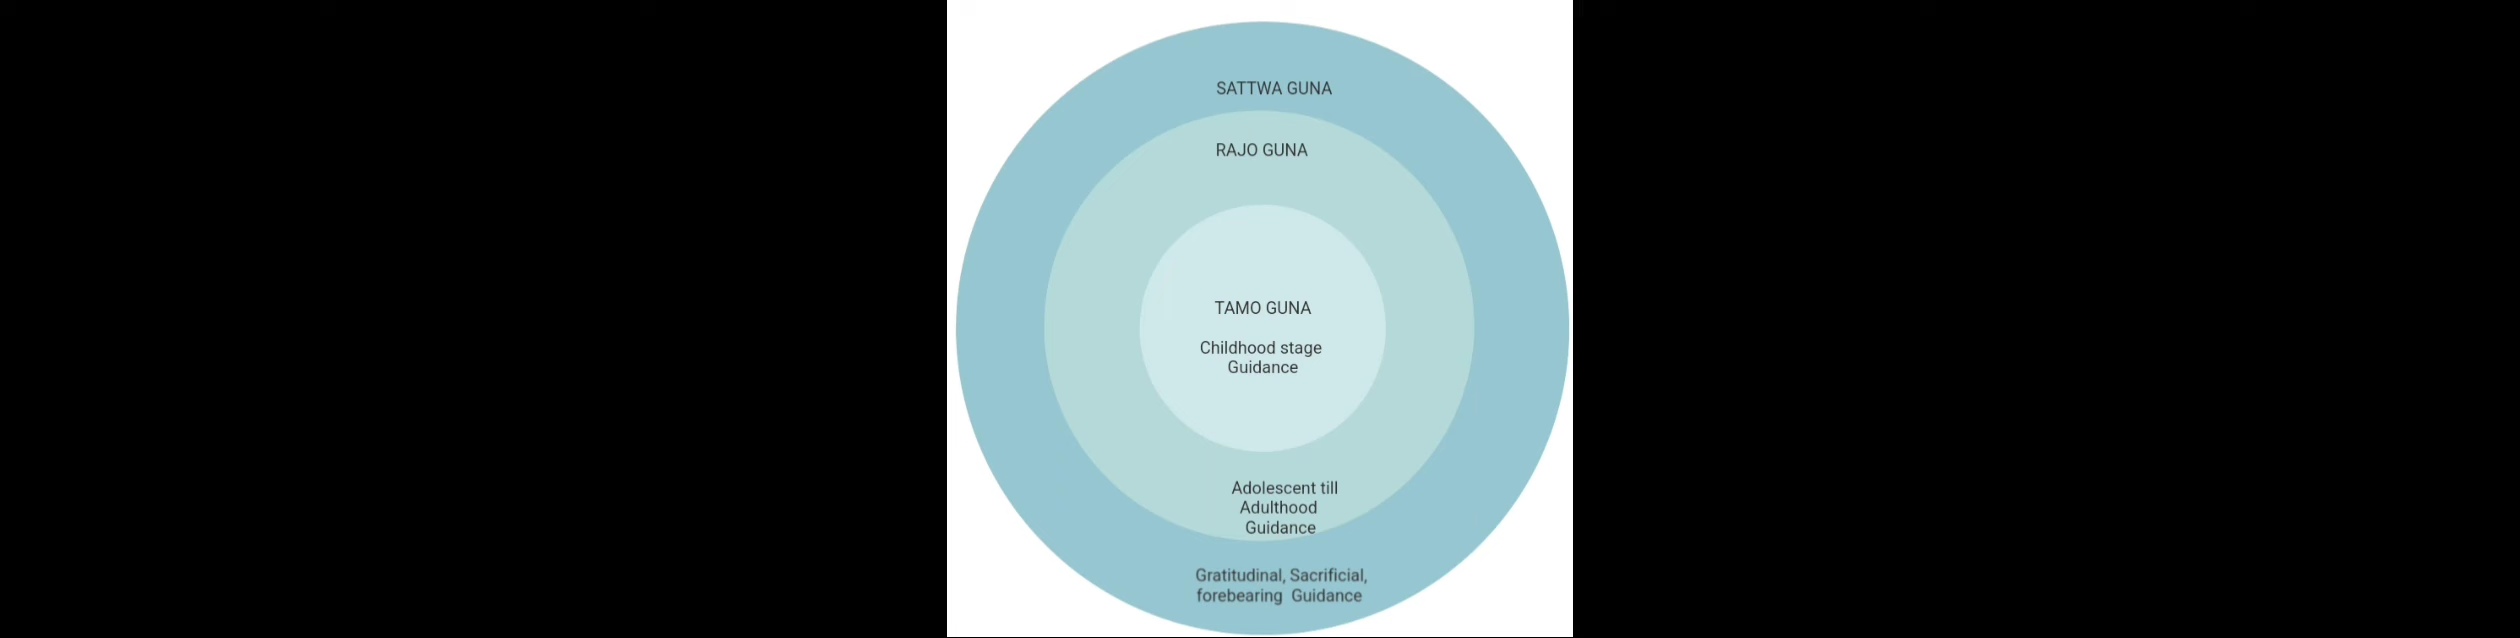 SATTWA GUNA
RAJO GUNA
TAMO GUNA
Childhood stage
Guidance
Adolescent till
Adulthood
Guidance
Gratitudinal, Sacrificial,
forebearing Guidance